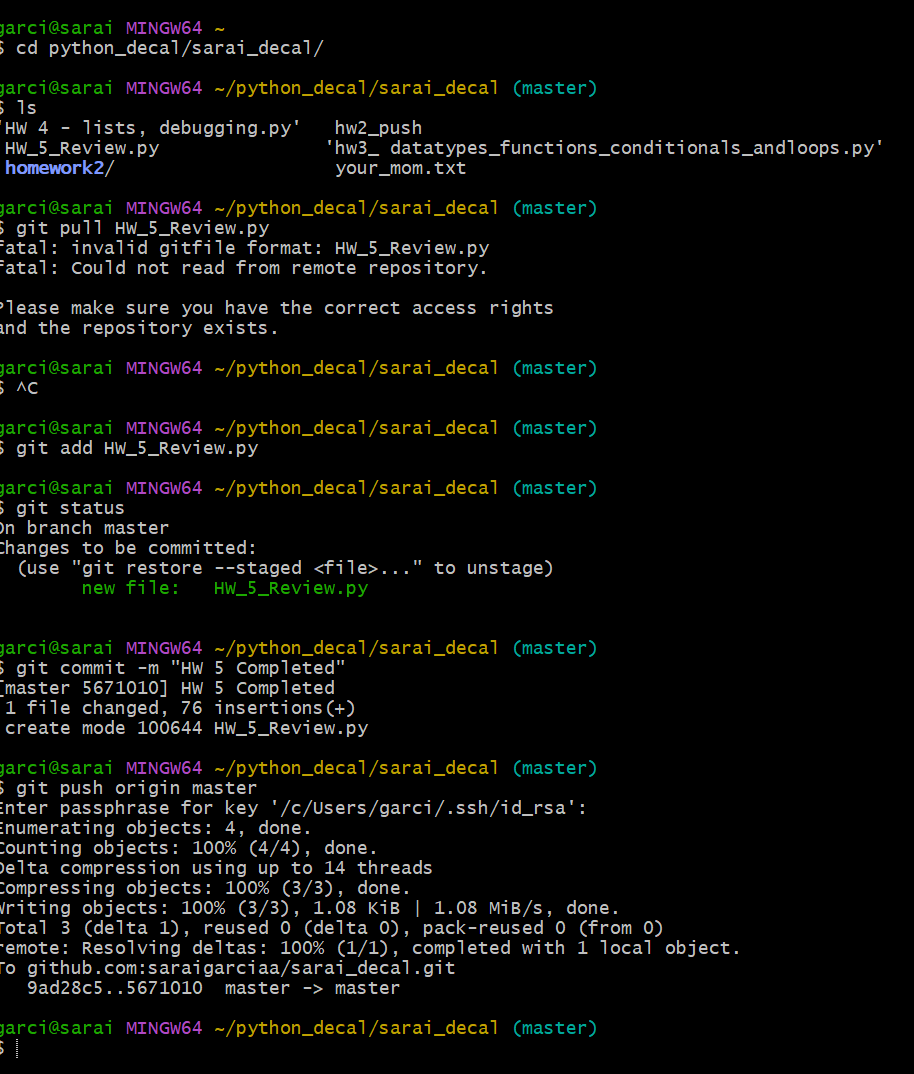 garci@sarai MINGW64 ~
$ cd python_decal/sarai_decal/
garci@sarai MINGW64 ~/python_decal/sarai_decal (master)
$ ls
'HW 4 - lists, debugging.py'   hw2_push
HW_5_Review.py               'hw3_ datatypes_functions_conditionals_andloops.py'
homework2/                    your_mom.txt
garci@sarai MINGW64 ~/python_decal/sarai_decal (master)
$ git pull HW_5_Review.py
fatal: invalid gitfile format: HW_5_Review.py
fatal: Could not read from remote repository.
Please make sure you have the correct access rights
and the repository exists.
garci@sarai MINGW64 ~/python_decal/sarai_decal (master)
$ ^C
garci@sarai MINGW64 ~/python_decal/sarai_decal (master)
$ git add HW_5_Review.py
garci@sarai MINGW64 ~/python_decal/sarai_decal (master)
$ git status
On branch master
Changes to be committed:
  (use "git restore --staged <file>..." to unstage)
        new file:   HW_5_Review.py
garci@sarai MINGW64 ~/python_decal/sarai_decal (master)
$ git commit -m "HW 5 Completed"
[master 5671010] HW 5 Completed
 1 file changed, 76 insertions(+)
 create mode 100644 HW_5_Review.py
garci@sarai MINGW64 ~/python_decal/sarai_decal (master)
$ git push origin master
Enter passphrase for key '/c/Users/garci/.ssh/id_rsa':
Enumerating objects: 4, done.
Counting objects: 100% (4/4), done.
Delta compression using up to 14 threads
Compressing objects: 100% (3/3), done.
Writing objects: 100% (3/3), 1.08 KiB | 1.08 MiB/s, done.
Total 3 (delta 1), reused 0 (delta 0), pack-reused 0 (from 0)
remote: Resolving deltas: 100% (1/1), completed with 1 local object.
To github.com:saraigarciaa/sarai_decal.git
   9ad28c5..5671010  master -> master
garci@sarai MINGW64 ~/python_decal/sarai_decal (master)
$